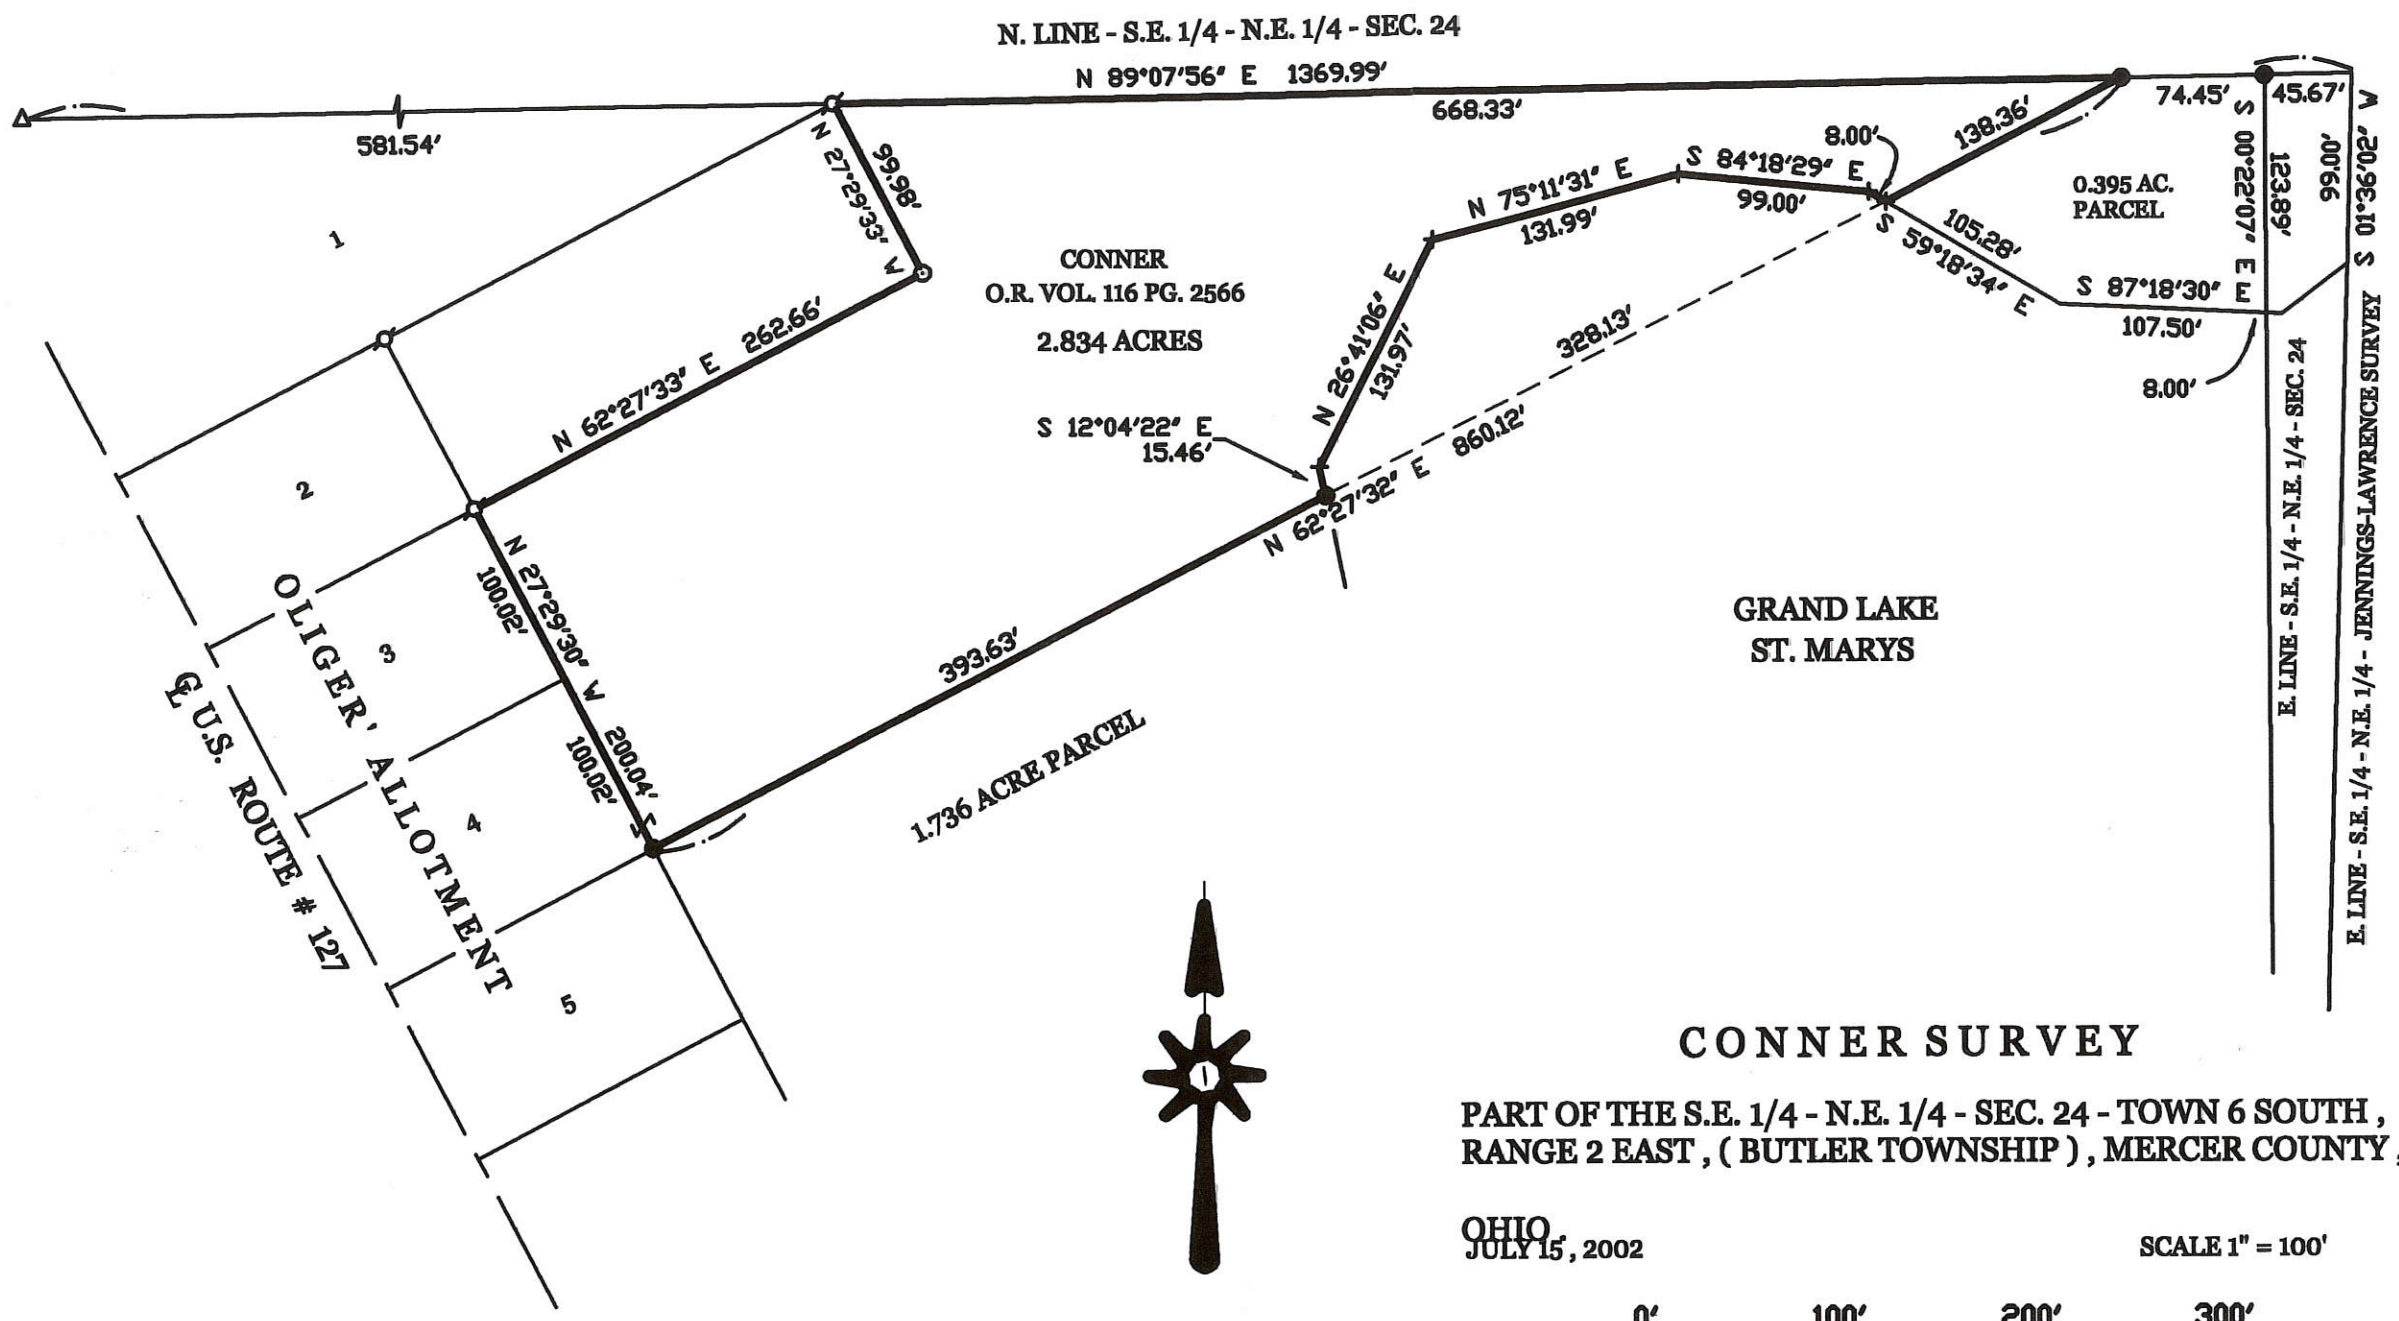 N. LINE - S.E. 1/4 - N.E. 1/4 - SEC. 24
N 89°07'56" E 1369.99'
581.54'
668.33'
74.45'
45.67'
N 27°29'33" W
99.98'
138.36'
8.00'
S 84°18'29" E
99.00'
N 75°11'31" E
131.99'
0.395 AC.
PARCEL
S 00°22'07" E
123.89'
99.00'
S 01°36'02" W
105.28'
S 59°18'34" E
S 87°18'30" E
107.50'
8.00'
1
CONNER
O.R. VOL. 116 PG. 2566
2.834 ACRES
N 62°27'33" E 262.66'
N 26°41'06" E
131.97'
328.13'
S 12°04'22" E
15.46'
N 62°27'32" E 860.12'
2
3
4
5
N 27°29'30" W 200.04'
100.02'
100.02'
393.63'
1.736 ACRE PARCEL
OLIGER' ALLOTMENT
℄ U.S. ROUTE # 127
GRAND LAKE
ST. MARYS
E. LINE - S.E. 1/4 - N.E. 1/4 - SEC. 24
E. LINE - S.E. 1/4 - N.E. 1/4 - JENNINGS-LAWRENCE SURVEY
CONNER SURVEY
PART OF THE S.E. 1/4 - N.E. 1/4 - SEC. 24 - TOWN 6 SOUTH ,
RANGE 2 EAST , ( BUTLER TOWNSHIP ) , MERCER COUNTY ,
OHIO .
JULY 15 , 2002
SCALE 1" = 100'
0' 100' 200' 300'